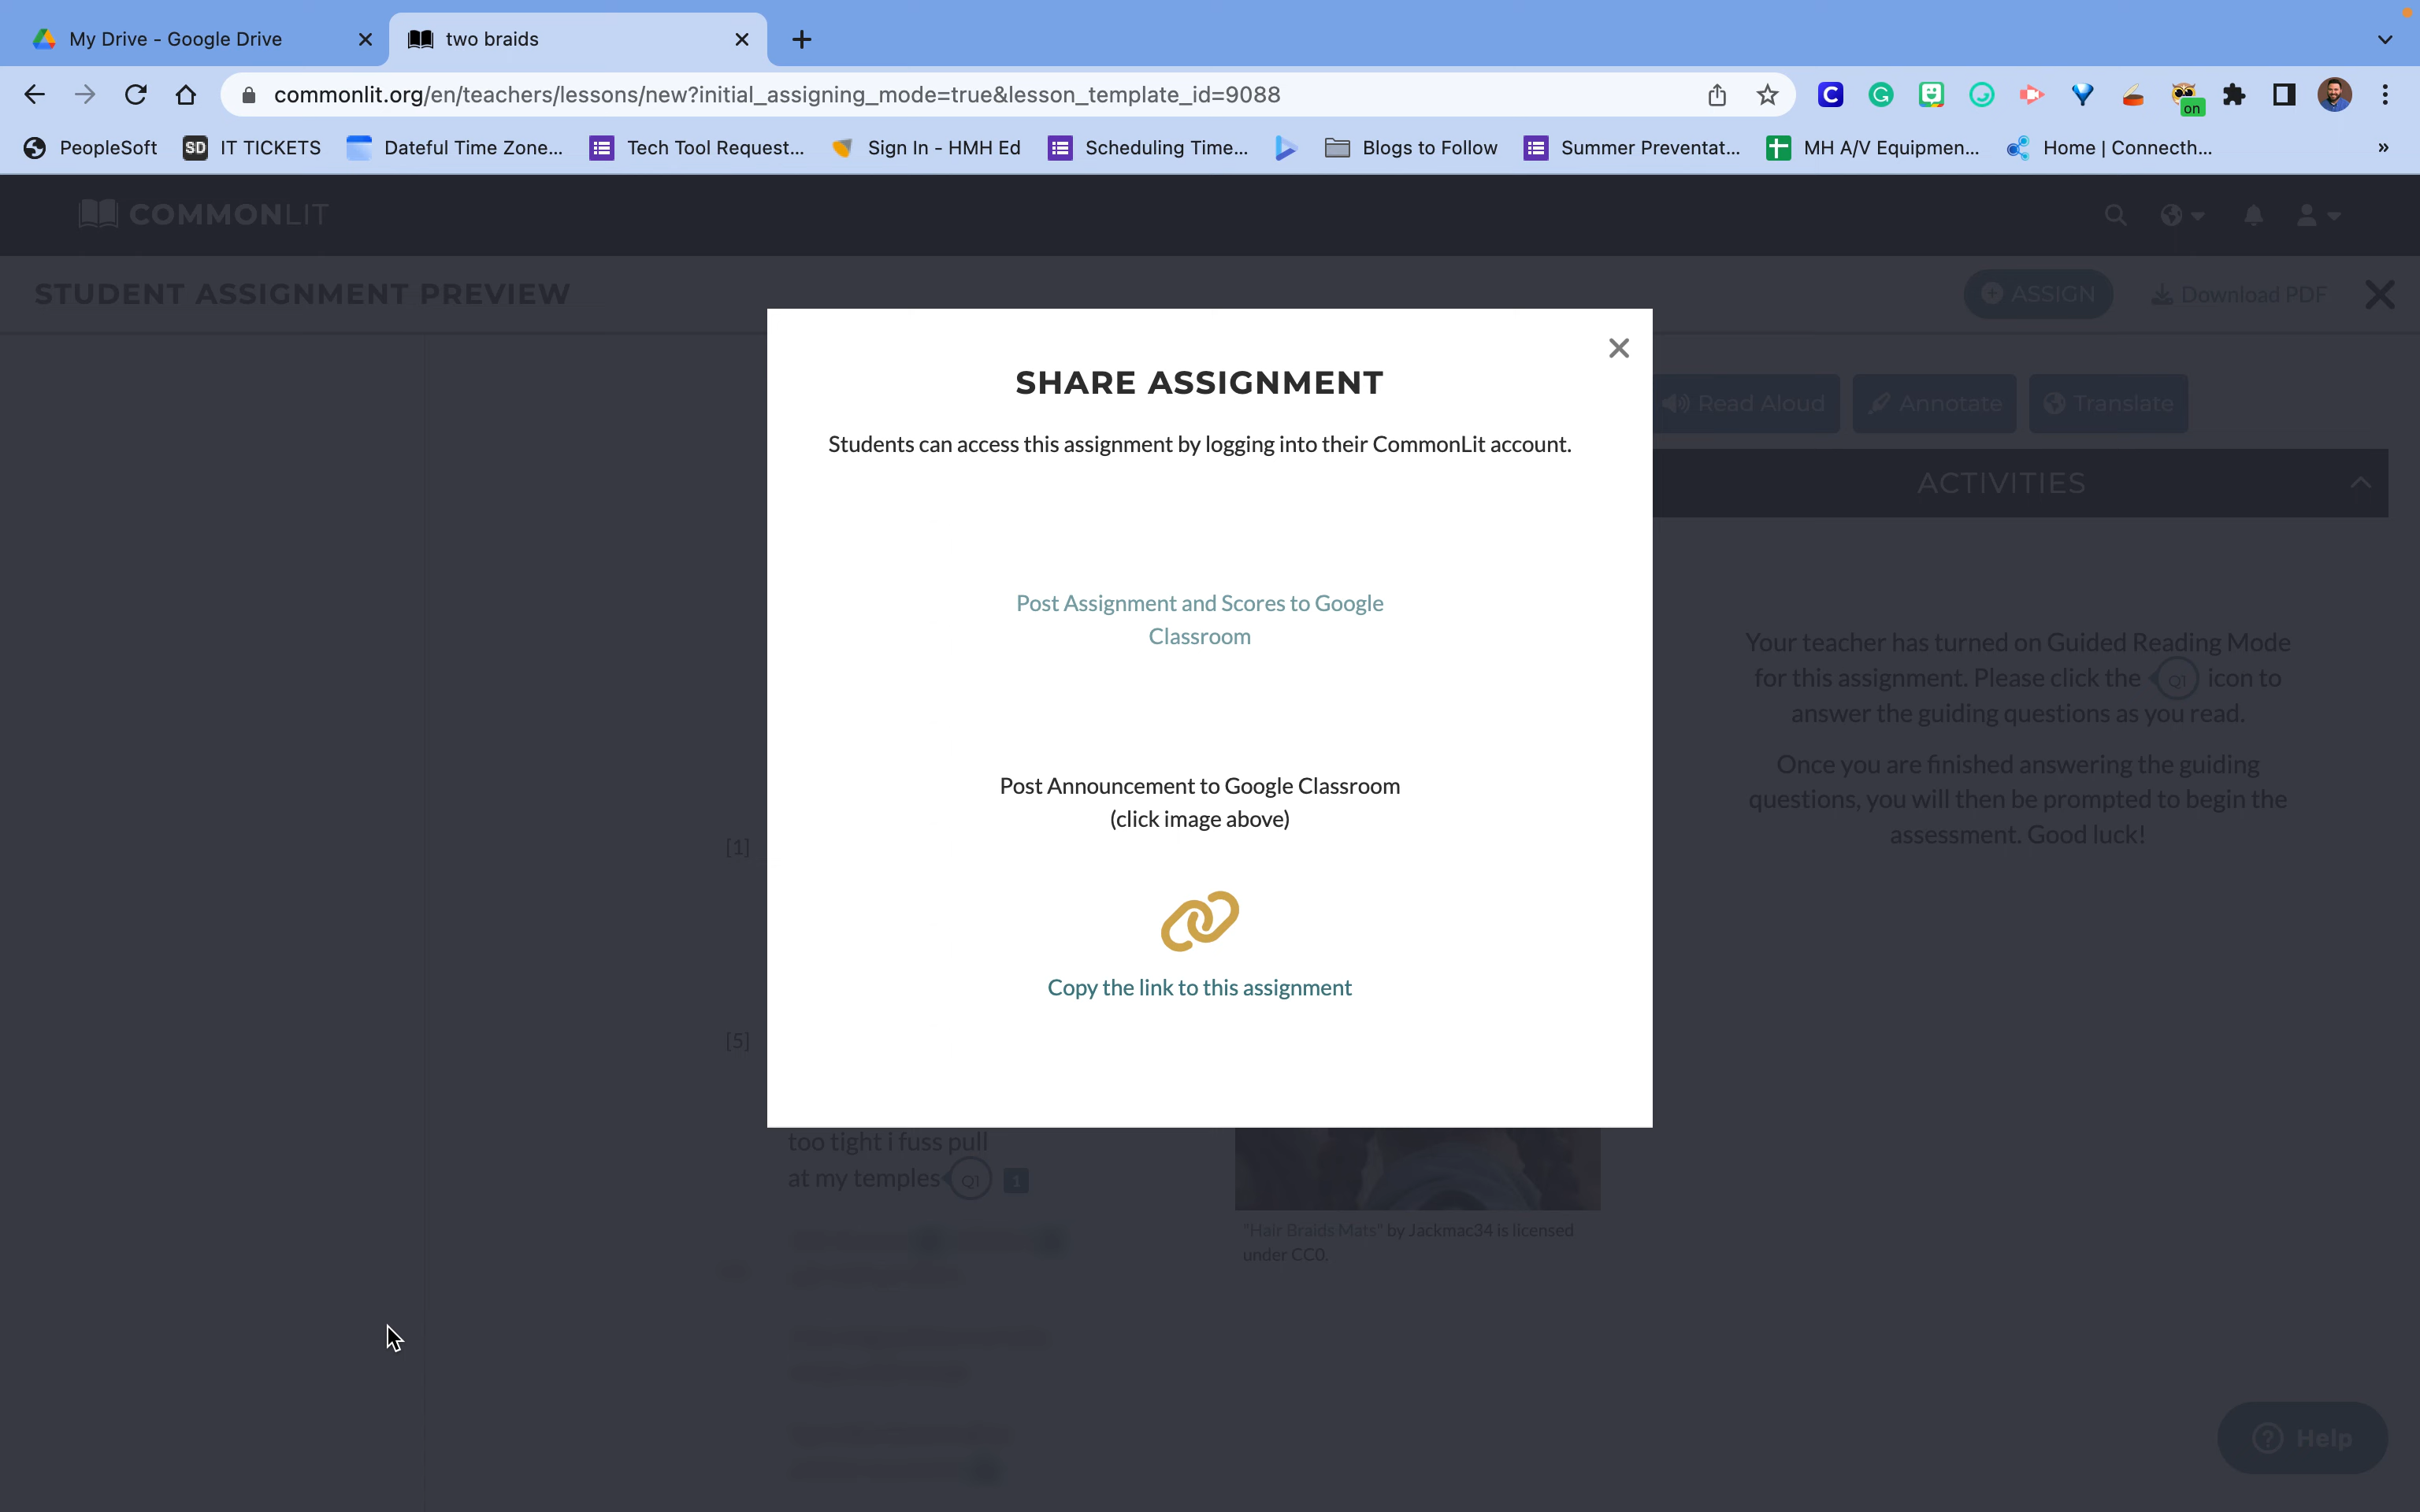 My Drive - Google Drive
two braids
commonlit.org/en/teachers/lessons/new?initial_assigning_mode=true&lesson_template_id=9088
on
PeopleSoft
SD IT TICKETS
Dateful Time Zone...
Tech Tool Request...
Sign In - HMH Ed
Scheduling Time...
Blogs to Follow
Summer Preventat...
MH A/V Equipmen...
Home | Connecth...
»
COMMONLIT
STUDENT ASSIGNMENT PREVIEW
ASSIGN
Download PDF
SHARE ASSIGNMENT
Students can access this assignment by logging into their CommonLit account.
Post Assignment and Scores to Google
Classroom
Post Announcement to Google Classroom
(click image above)
Copy the link to this assignment
Read Aloud
Annotate
Translate
ACTIVITIES
Your teacher has turned on Guided Reading Mode
for this assignment. Please click the Q1 icon to
answer the guiding questions as you read.
Once you are finished answering the guiding
questions, you will then be prompted to begin the
assessment. Good luck!
[1]
[5]
too tight i fuss pull
at my temples Q1 1
"Hair Braids Mats" by Jackmac34 is licensed
under CC0.
Help